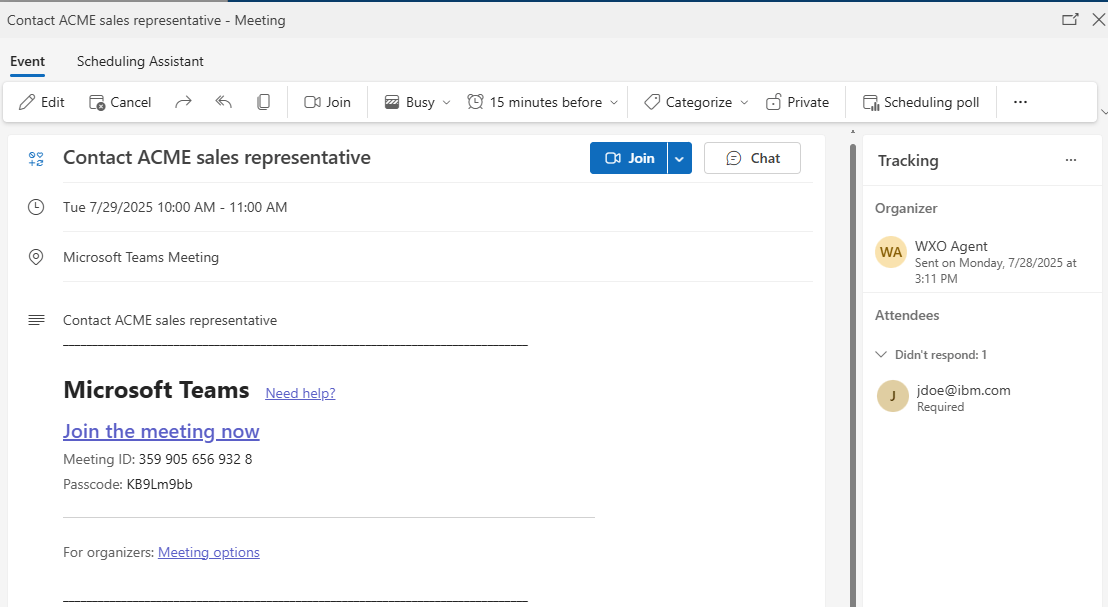 Contact ACME sales representative - Meeting
Event Scheduling Assistant
Edit Cancel Join Busy 15 minutes before Categorize Private Scheduling poll ...
Contact ACME sales representative
Join Chat
Tue 7/29/2025 10:00 AM - 11:00 AM
Microsoft Teams Meeting
Contact ACME sales representative
Microsoft Teams Need help?
Join the meeting now
Meeting ID: 359 905 656 932 8
Passcode: KB9Lm9bb
For organizers: Meeting options
Tracking ...
Organizer
WA
WXO Agent
Sent on Monday, 7/28/2025 at
3:11 PM
Attendees
Didn't respond: 1
J
jdoe@ibm.com
Required